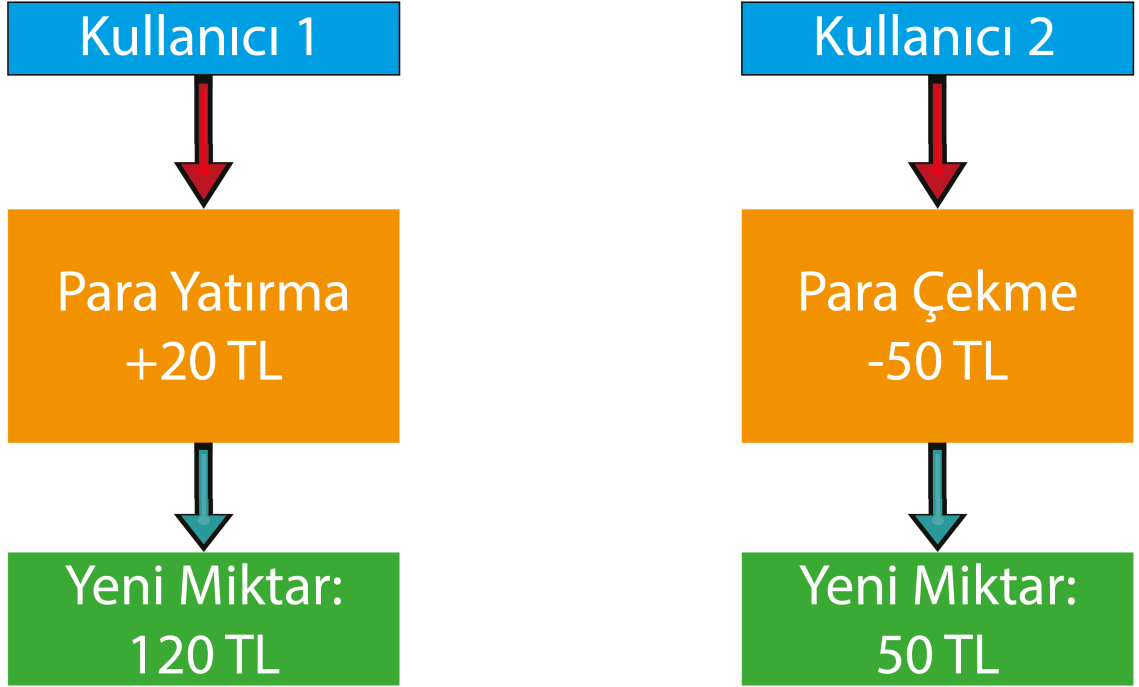 Kullanıcı 1
Para Yatırma
+20 TL
Yeni Miktar:
120 TL
Kullanıcı 2
Para Çekme
-50 TL
Yeni Miktar:
50 TL